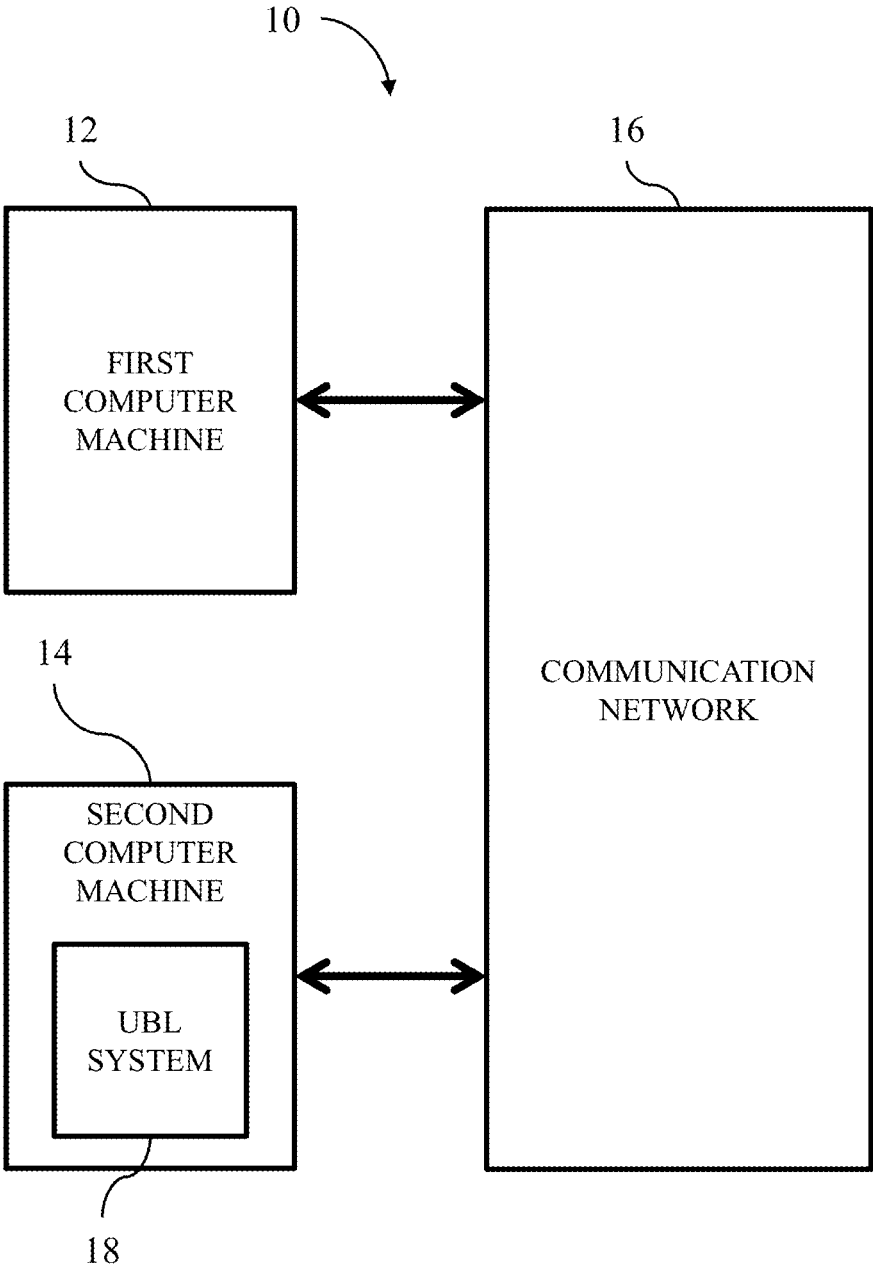 10
12
16
FIRST
COMPUTER
MACHINE
14
COMMUNICATION
NETWORK
SECOND
COMPUTER
MACHINE
UBL
SYSTEM
18